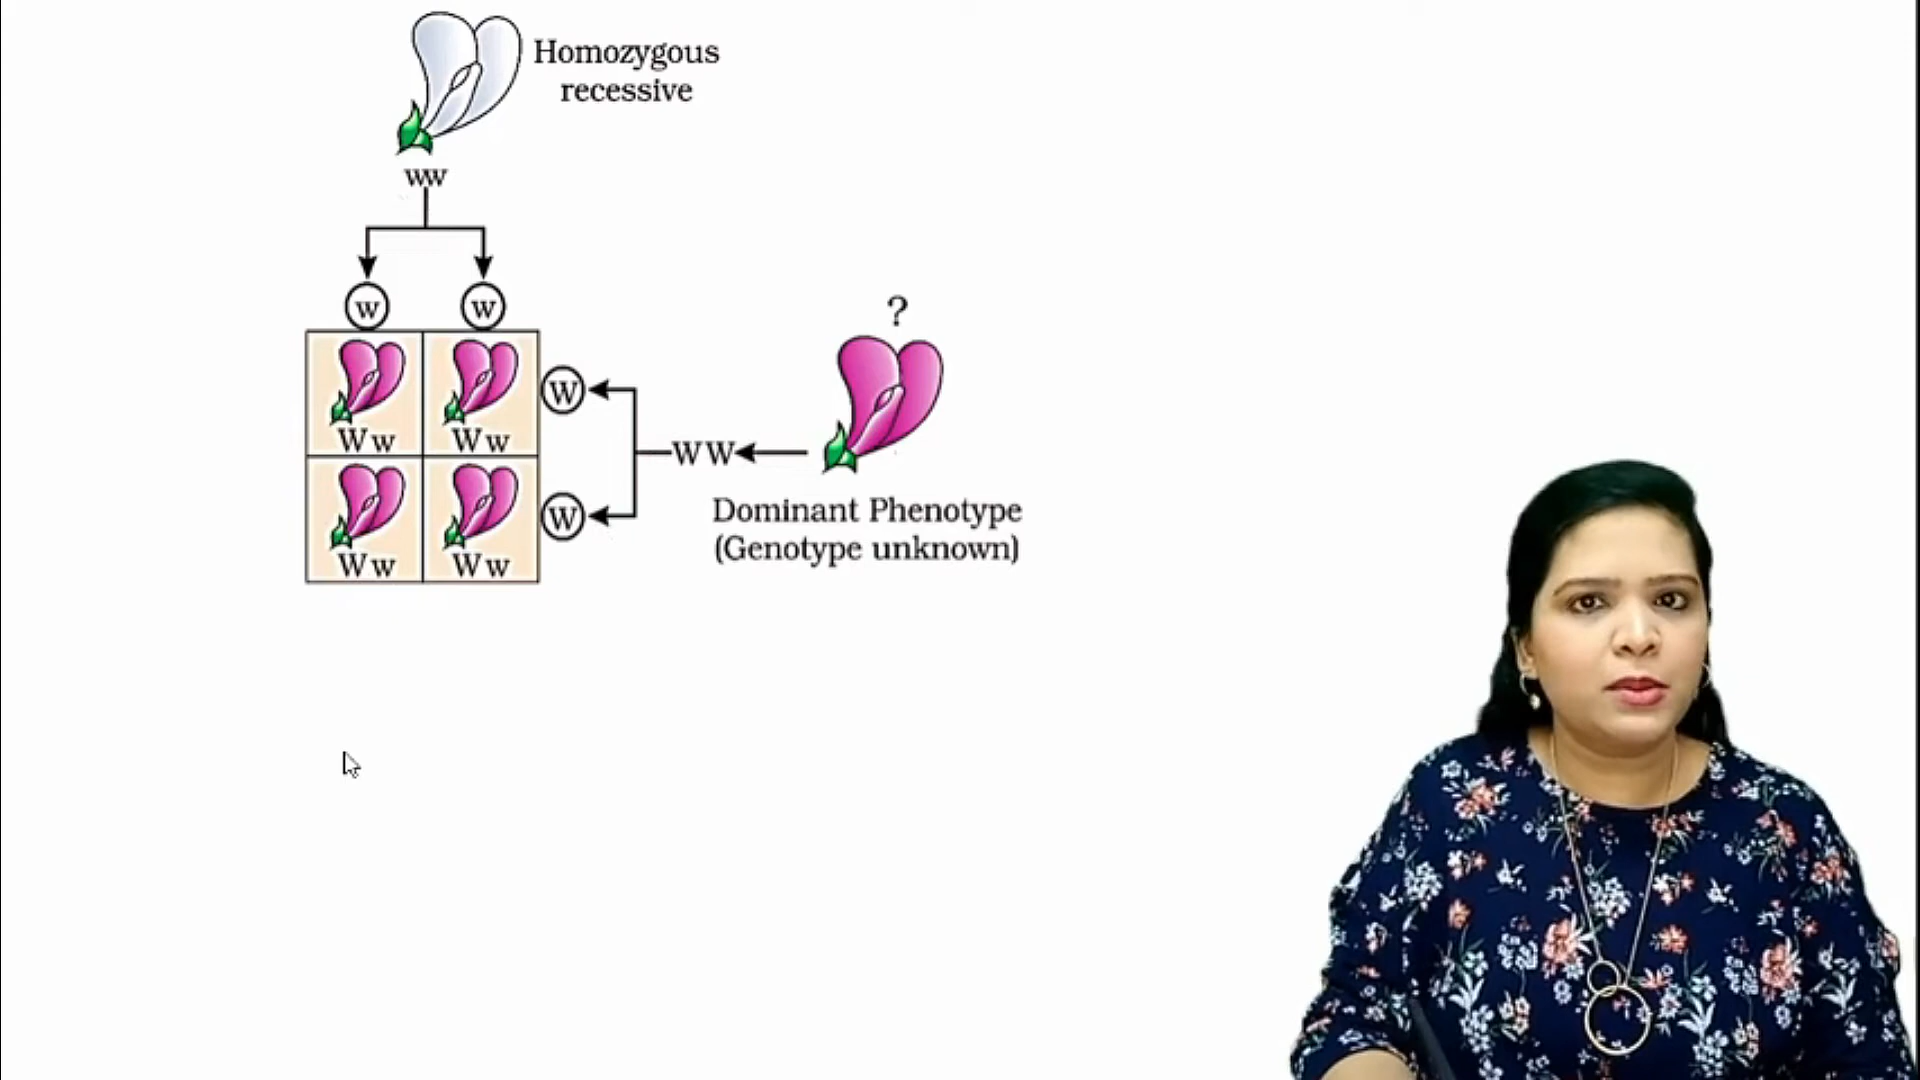 Homozygous
recessive
ww
w w
?
W
Ww Ww
WW
Dominant Phenotype
W
(Genotype unknown)
Ww Ww